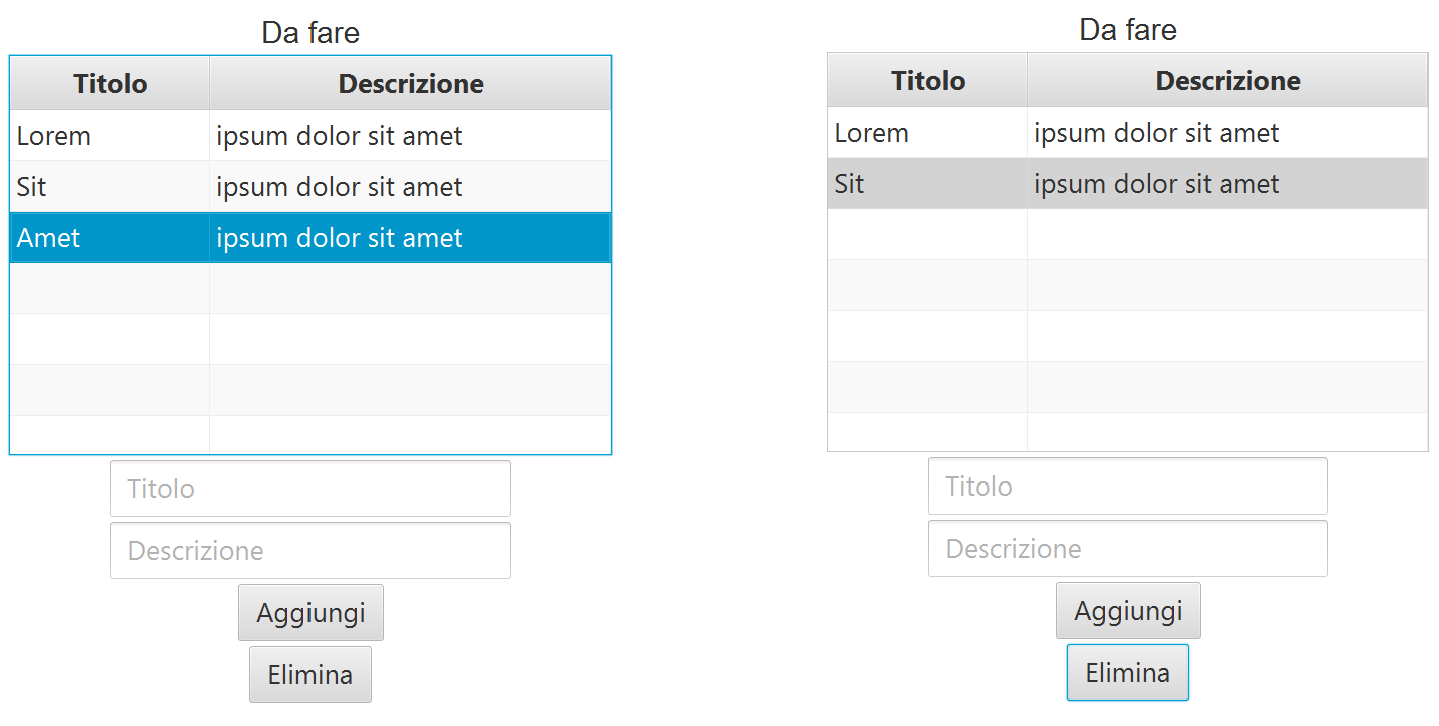 Da fare
Titolo Descrizione
Lorem ipsum dolor sit amet
Sit ipsum dolor sit amet
Amet ipsum dolor sit amet
Titolo
Descrizione
Aggiungi
Elimina
Da fare
Titolo Descrizione
Lorem ipsum dolor sit amet
Sit ipsum dolor sit amet
Titolo
Descrizione
Aggiungi
Elimina